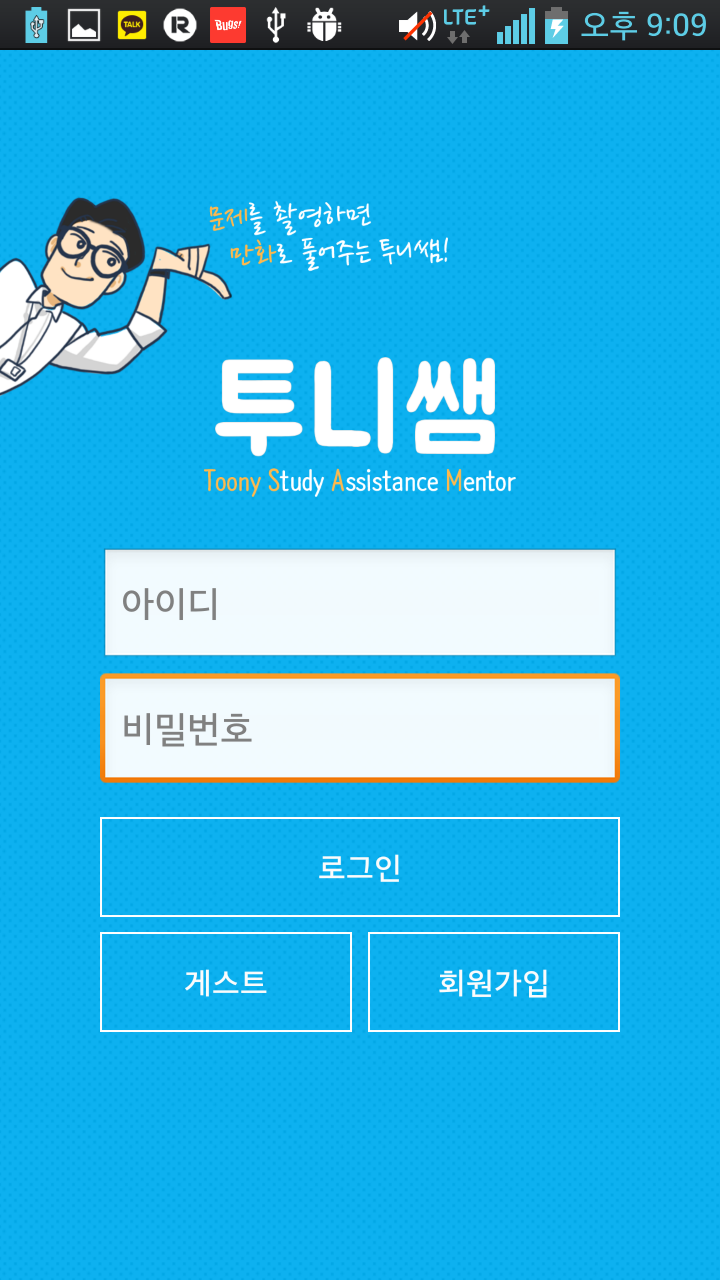 TALK
R
Bugs!
LTE+
오후 9:09
문제를 촬영하면
만화로 풀어주는 투니쌤!
투니쌤
Toony Study Assistance Mentor
아이디
비밀번호
로그인
게스트 회원가입